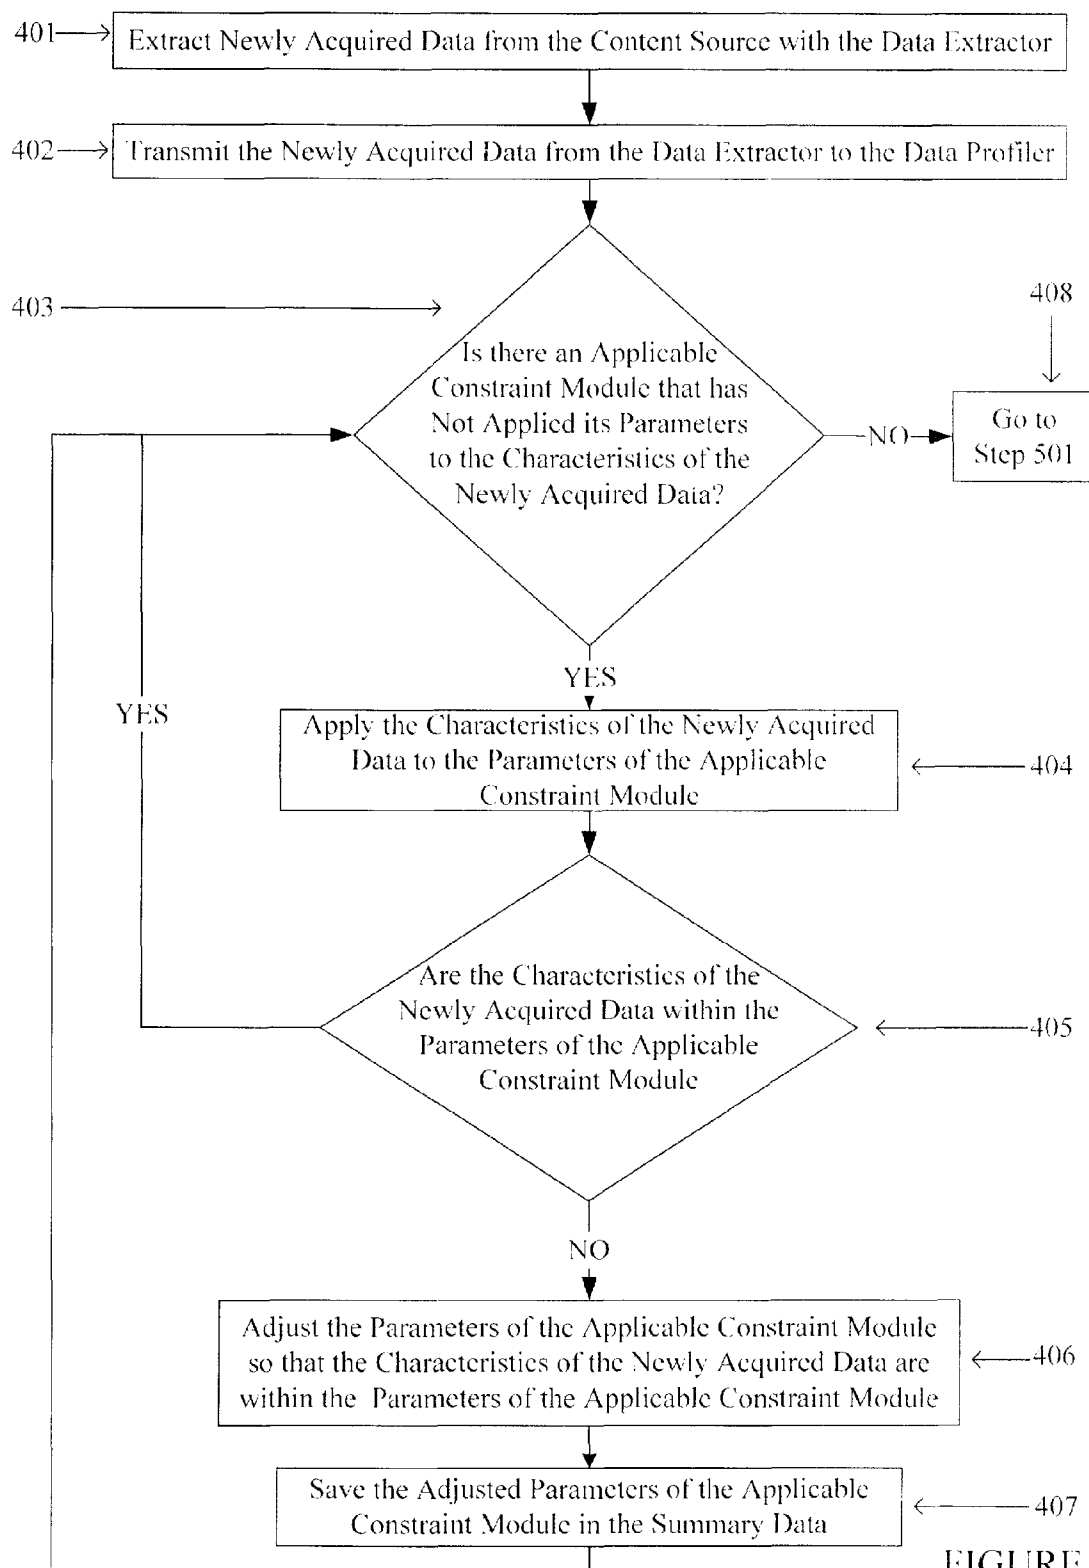 401
Extract Newly Acquired Data from the Content Source with the Data Extractor
402
Transmit the Newly Acquired Data from the Data Extractor to the Data Profiler
403
Is there an Applicable
Constraint Module that has
Not Applied its Parameters
to the Characteristics of the
Newly Acquired Data?
408
NO
Go to
Step 501
YES
YES
Apply the Characteristics of the Newly Acquired
Data to the Parameters of the Applicable
Constraint Module
404
Are the Characteristics of the
Newly Acquired Data within the
Parameters of the Applicable
Constraint Module
405
NO
Adjust the Parameters of the Applicable Constraint Module
so that the Characteristics of the Newly Acquired Data are
within the Parameters of the Applicable Constraint Module
406
Save the Adjusted Parameters of the Applicable
Constraint Module in the Summary Data
407
FIGURE